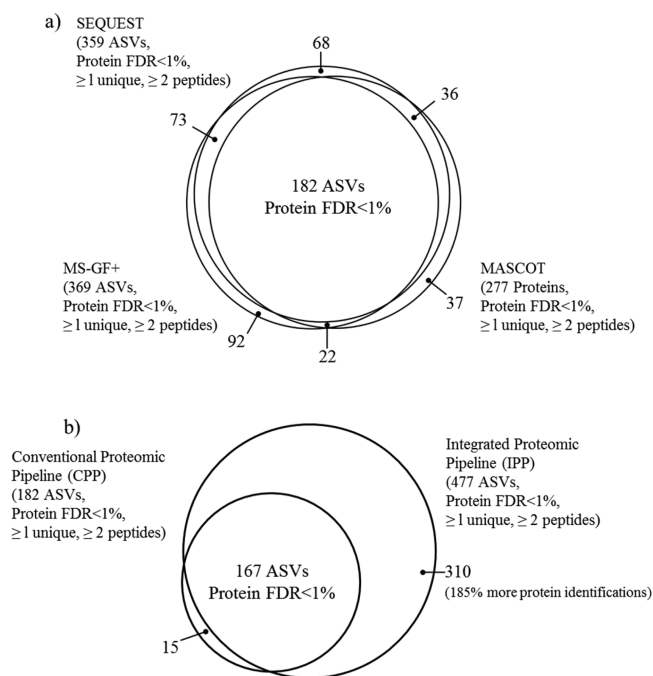 a)
SEQUEST
(359 ASVs,
Protein FDR<1%,
≥1 unique, ≥ 2 peptides)
68
36
73
182 ASVs
Protein FDR<1%
MS-GF+
(369 ASVs,
Protein FDR<1%,
≥1 unique, ≥ 2 peptides)
92
22
37
MASCOT
(277 Proteins,
Protein FDR<1%,
≥1 unique, ≥ 2 peptides)
b)
Conventional Proteomic
Pipeline (CPP)
(182 ASVs,
Protein FDR<1%,
≥1 unique, ≥ 2 peptides)
Integrated Proteomic
Pipeline (IPP)
(477 ASVs,
Protein FDR<1%,
≥1 unique, ≥ 2 peptides)
167 ASVs
Protein FDR<1%
310
(185% more protein identifications)
15